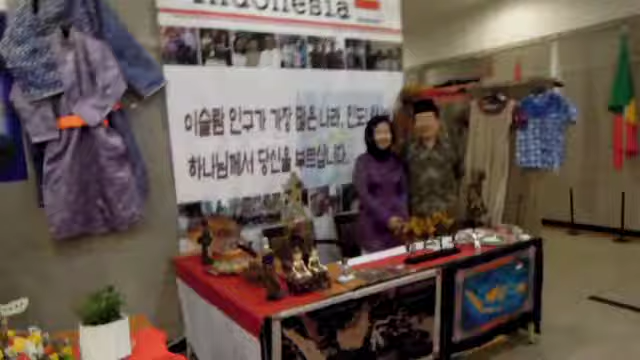 Indonesia
이슬람 인구가 가장 많은 나라, 인도네시아
하나님께서 당신을 부르십니다.